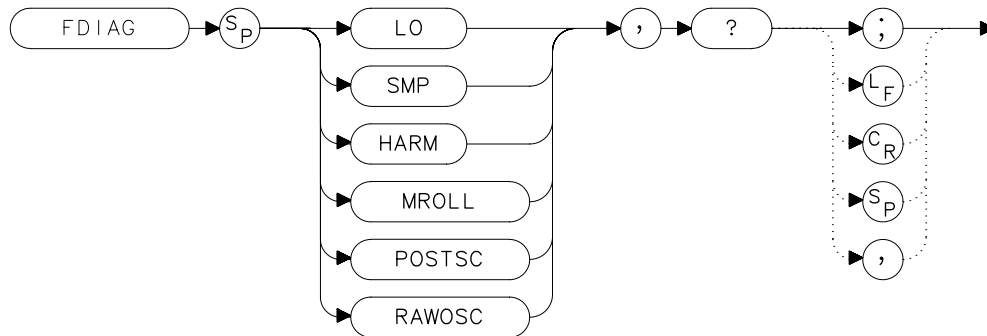 FDIAG SP LO , ? ;
SMP LF
HARM CR
MROLL SP
POSTSC ,
RAWOSC